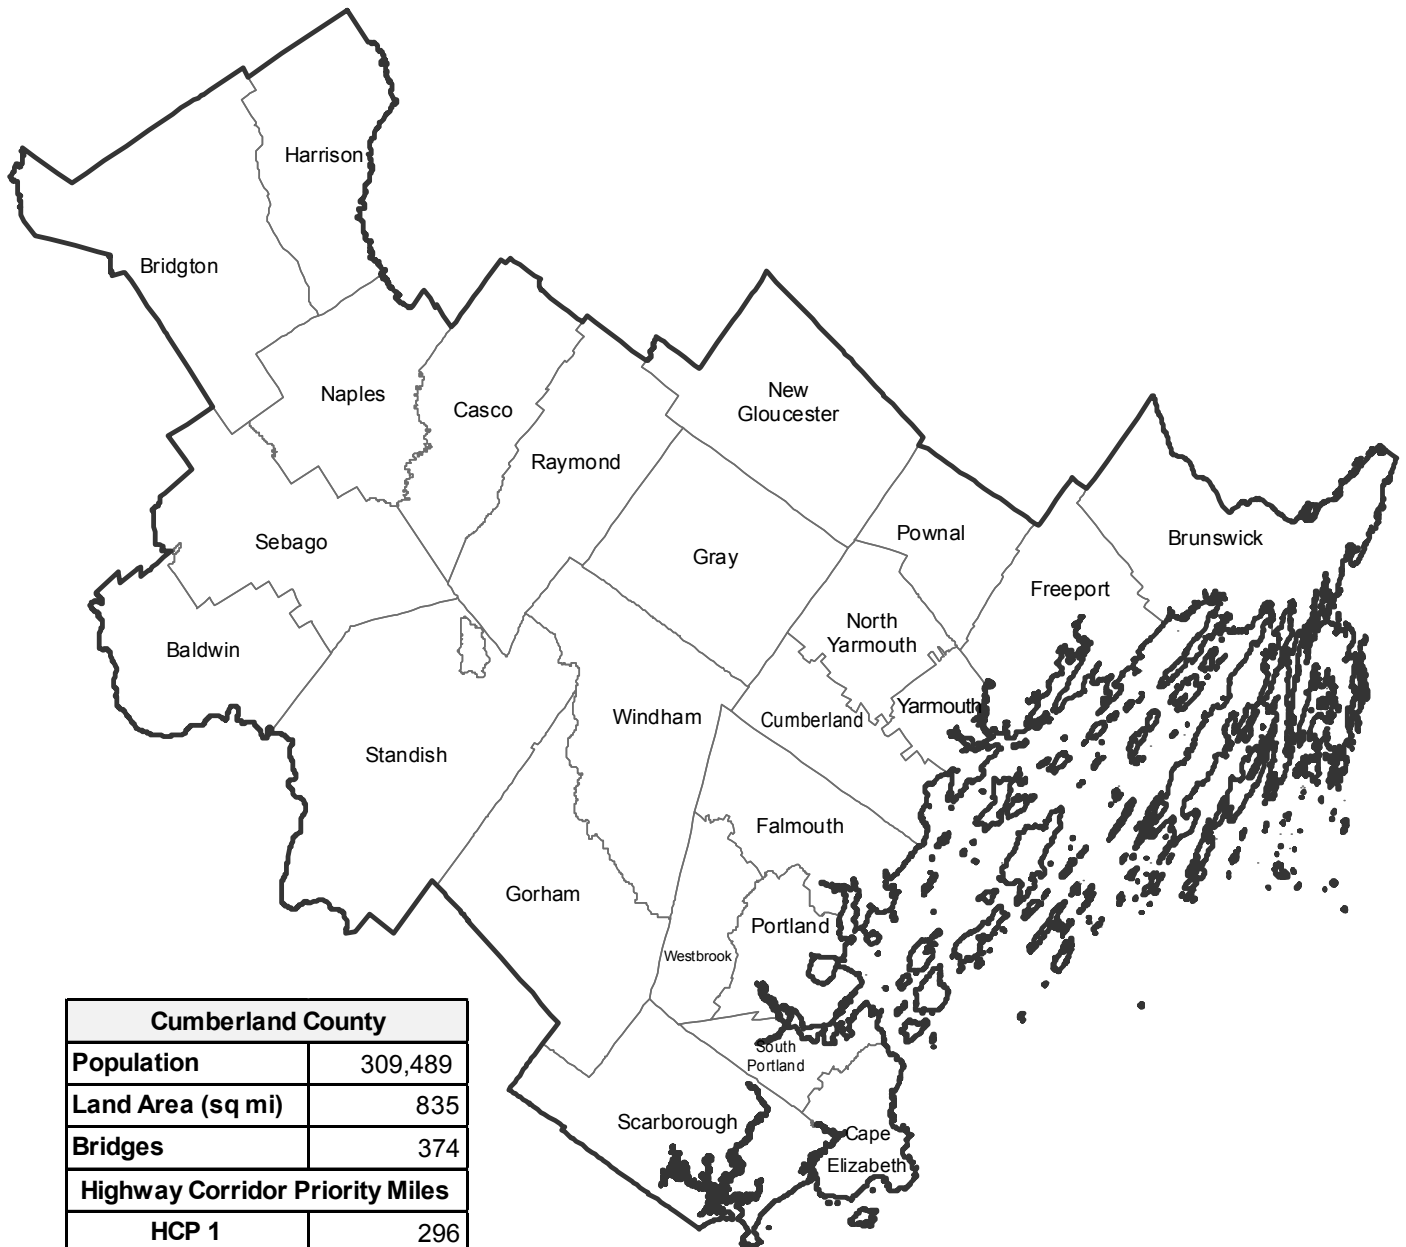 Harrison
Bridgton
Naples
Casco
New
Gloucester
Raymond
Sebago
Gray
Pownal
Brunswick
Freeport
North
Yarmouth
Baldwin
Yarmouth
Windham
Cumberland
Standish
Falmouth
Gorham
Portland
Westbrook
South
Portland
Scarborough
Cape
Elizabeth
Cumberland County
Population 309,489
Land Area (sq mi) 835
Bridges 374
Highway Corridor Priority Miles
HCP 1 296